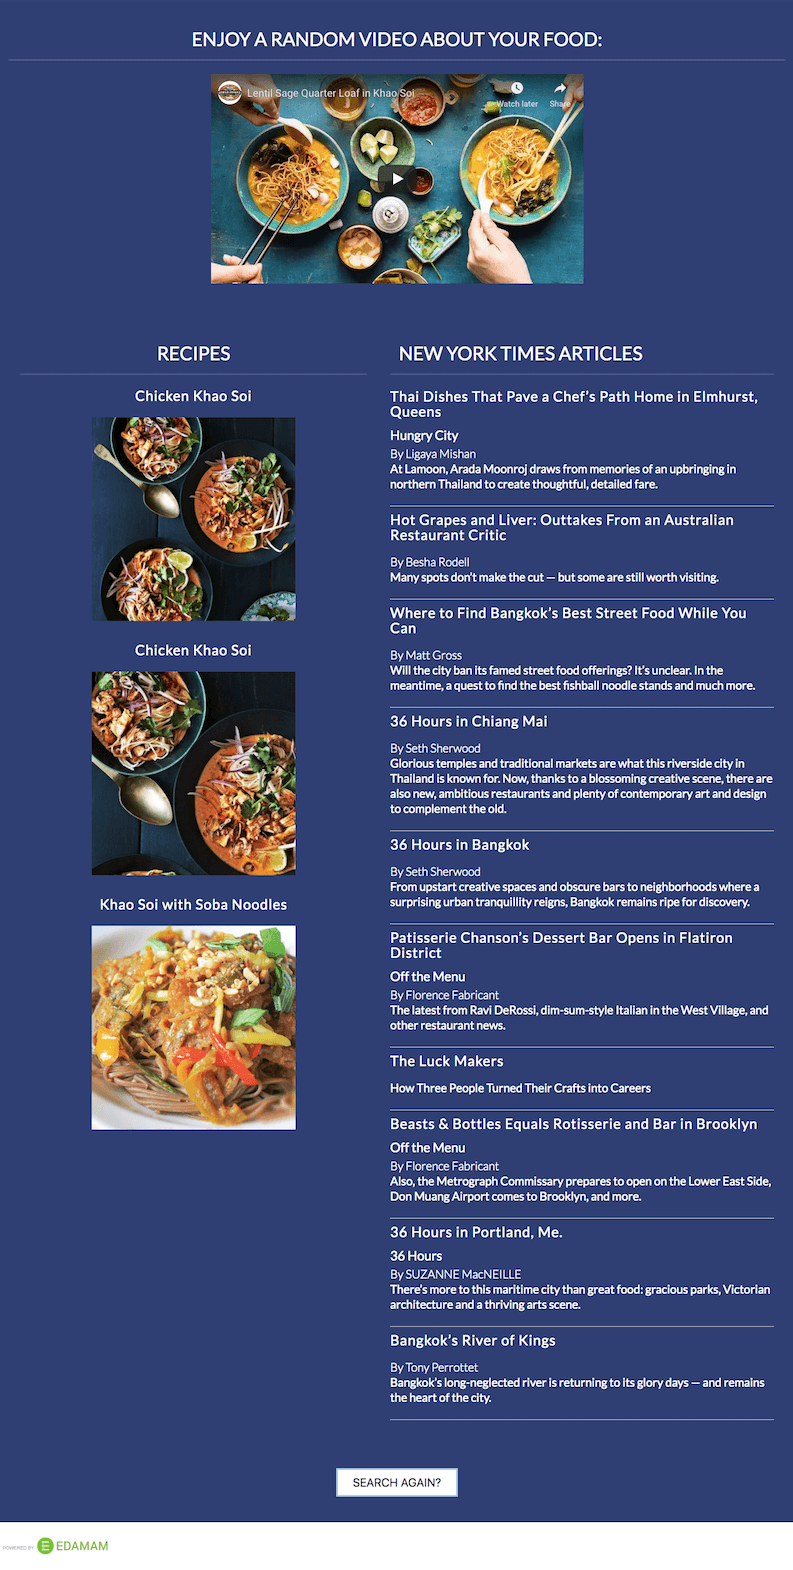 ENJOY A RANDOM VIDEO ABOUT YOUR FOOD:
Lentil Sage Quarter Loaf in Khao Soi
Watch later
Share
RECIPES
Chicken Khao Soi
Chicken Khao Soi
Khao Soi with Soba Noodles
NEW YORK TIMES ARTICLES
Thai Dishes That Pave a Chef's Path Home in Elmhurst,
Queens
Hungry City
By Ligaya Mishan
At Lamoon, Arada Moonroj draws from memories of an upbringing in
northern Thailand to create thoughtful, detailed fare.
Hot Grapes and Liver: Outtakes From an Australian
Restaurant Critic
By Besha Rodell
Many spots don't make the cut — but some are still worth visiting.
Where to Find Bangkok's Best Street Food While You
Can
By Matt Gross
Will the city ban its famed street food offerings? It's unclear. In the
meantime, a quest to find the best fishball noodle stands and much more.
36 Hours in Chiang Mai
By Seth Sherwood
Glorious temples and traditional markets are what this riverside city in
Thailand is known for. Now, thanks to a blossoming creative scene, there are
also new, ambitious restaurants and plenty of contemporary art and design
to complement the old.
36 Hours in Bangkok
By Seth Sherwood
From upstart creative spaces and obscure bars to neighborhoods where a
surprising urban tranquillity reigns, Bangkok remains ripe for discovery.
Patisserie Chanson's Dessert Bar Opens in Flatiron
District
Off the Menu
By Florence Fabricant
The latest from Ravi DeRossi, dim-sum-style Italian in the West Village, and
other restaurant news.
The Luck Makers
How Three People Turned Their Crafts into Careers
Beasts & Bottles Equals Rotisserie and Bar in Brooklyn
Off the Menu
By Florence Fabricant
Also, the Metrograph Commissary prepares to open on the Lower East Side,
Don Muang Airport comes to Brooklyn, and more.
36 Hours in Portland, Me.
36 Hours
By SUZANNE MacNEILLE
There's more to this maritime city than great food: gracious parks, Victorian
architecture and a thriving arts scene.
Bangkok's River of Kings
By Tony Perrottet
Bangkok's long-neglected river is returning to its glory days — and remains
the heart of the city.
SEARCH AGAIN?
POWERED BY EDAMAM